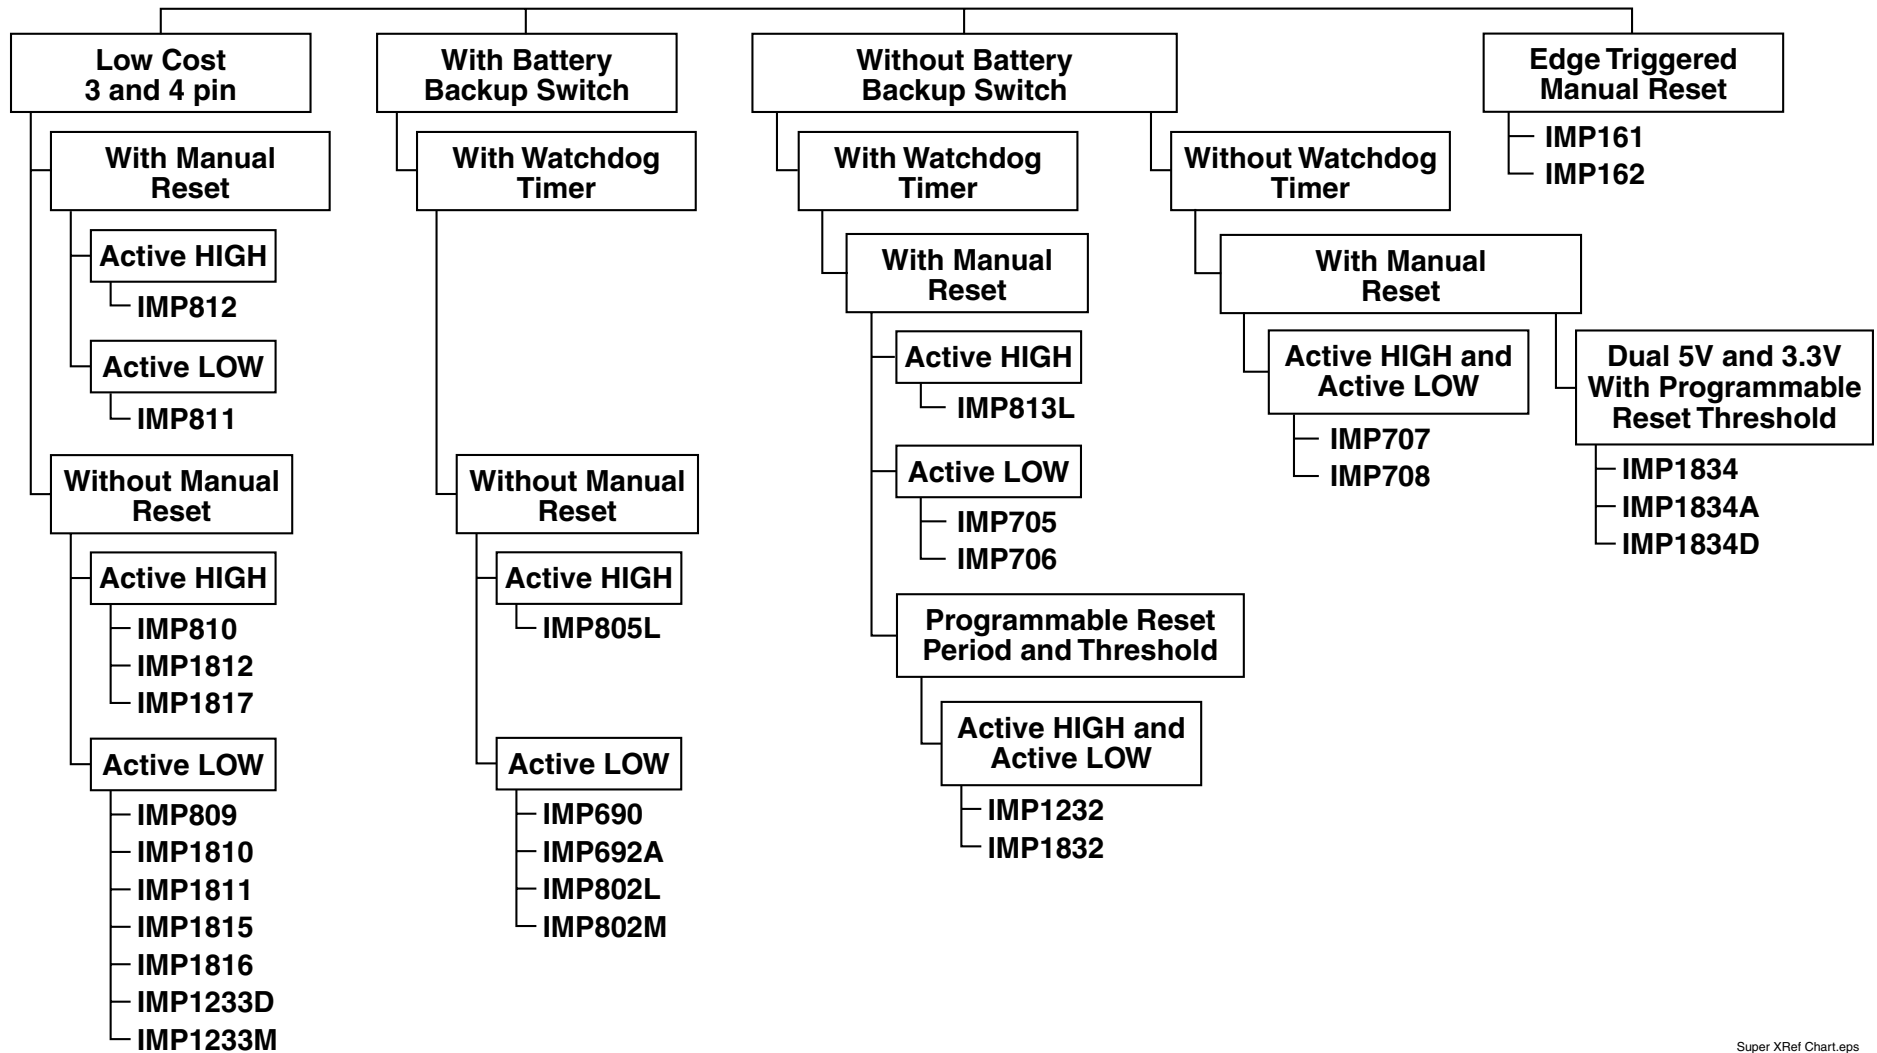 Low Cost
3 and 4 pin
With Manual
Reset
Active HIGH
IMP812
Active LOW
IMP811
Without Manual
Reset
Active HIGH
IMP810
IMP1812
IMP1817
Active LOW
IMP809
IMP1810
IMP1811
IMP1815
IMP1816
IMP1233D
IMP1233M
With Battery
Backup Switch
With Watchdog
Timer
Without Manual
Reset
Active HIGH
IMP805L
Active LOW
IMP690
IMP692A
IMP802L
IMP802M
Without Battery
Backup Switch
With Watchdog
Timer
With Manual
Reset
Active HIGH
IMP813L
Active LOW
IMP705
IMP706
Programmable Reset
Period and Threshold
Active HIGH and
Active LOW
IMP1232
IMP1832
Without Watchdog
Timer
With Manual
Reset
Active HIGH and
Active LOW
IMP707
IMP708
Dual 5V and 3.3V
With Programmable
Reset Threshold
IMP1834
IMP1834A
IMP1834D
Edge Triggered
Manual Reset
IMP161
IMP162
Super XRef Chart.eps